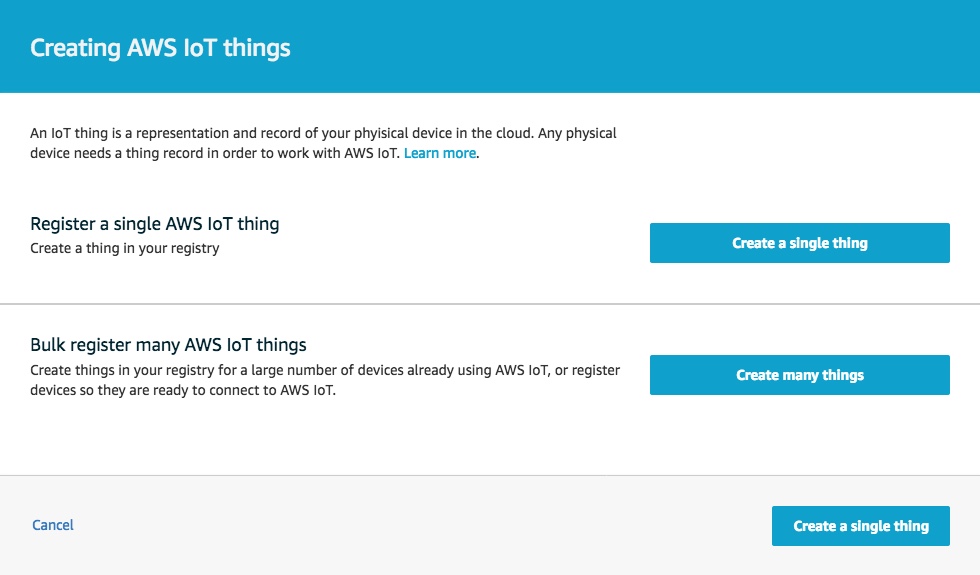 Creating AWS IoT things
An IoT thing is a representation and record of your phyisical device in the cloud. Any physical
device needs a thing record in order to work with AWS IoT. Learn more.
Register a single AWS IoT thing
Create a thing in your registry
Create a single thing
Bulk register many AWS IoT things
Create things in your registry for a large number of devices already using AWS IoT, or register
devices so they are ready to connect to AWS IoT.
Create many things
Cancel
Create a single thing